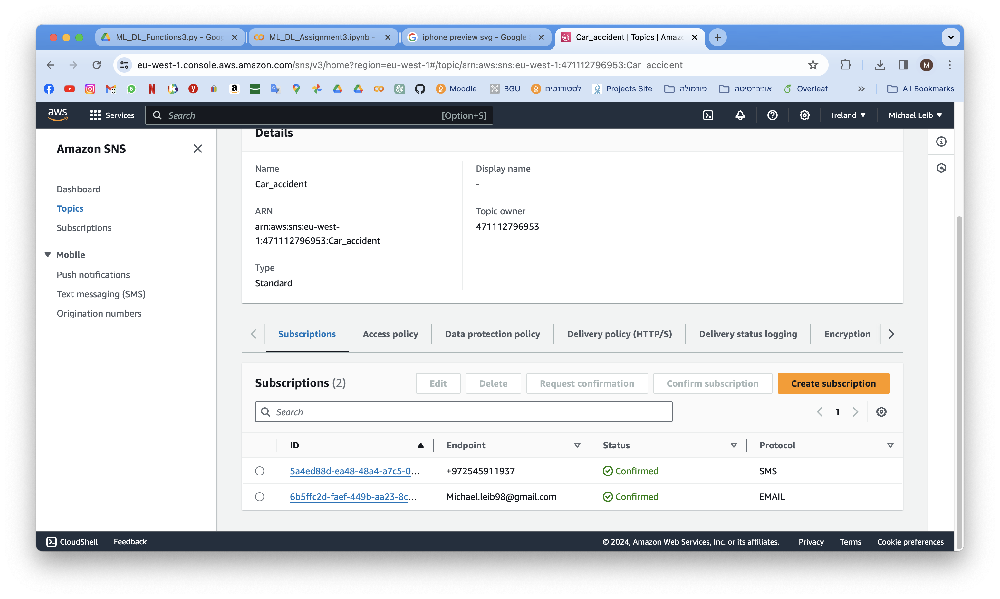 ML_DL_Functions3.py - Goog
ML_DL_Assignment3.ipynb -
iphone preview svg - Google
Car_accident | Topics | Amaz
eu-west-1.console.aws.amazon.com/sns/v3/home?region=eu-west-1#/topic/arn:aws:sns:eu-west-1:471112796953:Car_accident
M
Moodle
BGU
לסטודנטים
Projects Site
פורמולה
אוניברסיטה
Overleaf
All Bookmarks
aws
Services
Search
[Option+S]
Ireland
Michael Leib
Amazon SNS
Dashboard
Topics
Subscriptions
Mobile
Push notifications
Text messaging (SMS)
Origination numbers
Details
Name
Car_accident
Display name
-
ARN
arn:aws:sns:eu-west-
1:471112796953:Car_accident
Topic owner
471112796953
Type
Standard
Subscriptions
Access policy
Data protection policy
Delivery policy (HTTP/S)
Delivery status logging
Encryption
Subscriptions (2)
Edit
Delete
Request confirmation
Confirm subscription
Create subscription
Search
1
ID
Endpoint
Status
Protocol
5a4ed88d-ea48-48a4-a7c5-0...
+972545911937
Confirmed
SMS
6b5ffc2d-faef-449b-aa23-8c...
Michael.leib98@gmail.com
Confirmed
EMAIL
CloudShell
Feedback
© 2024, Amazon Web Services, Inc. or its affiliates.
Privacy
Terms
Cookie preferences